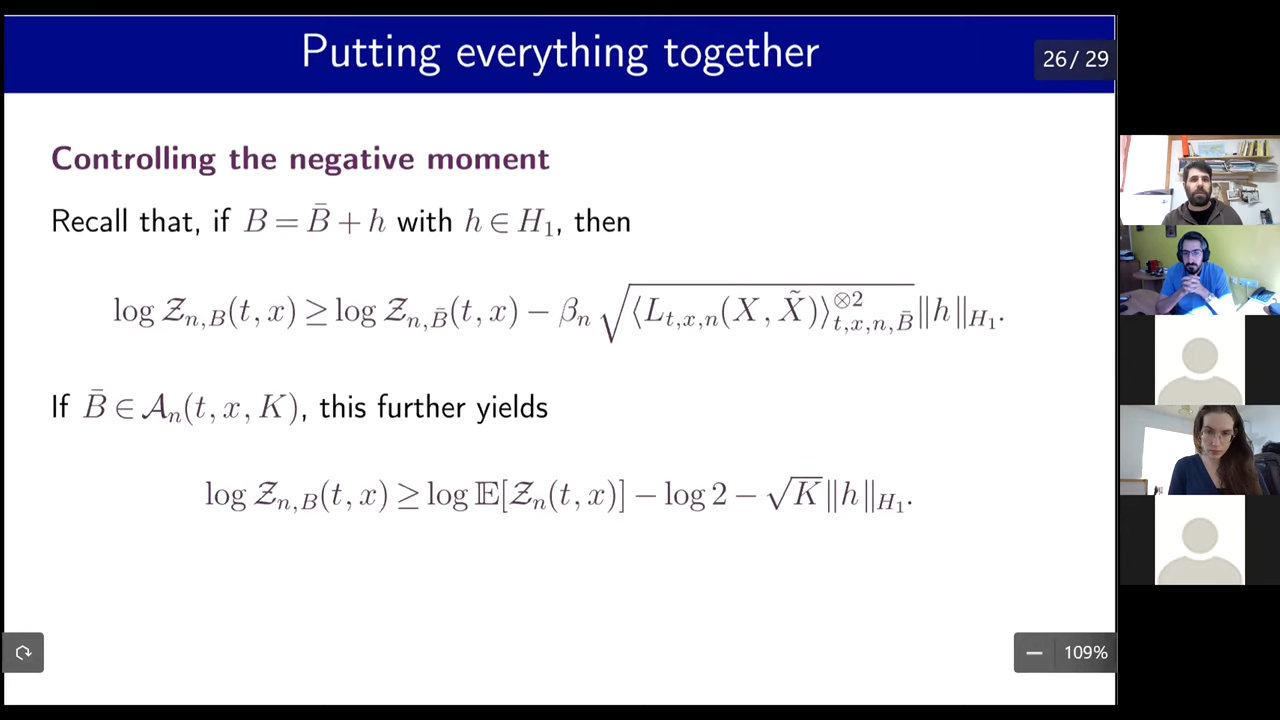 Putting everything together
26 / 29
Controlling the negative moment
Recall that, if B = B̄ + h with h ∈ H₁, then
log 𝒵_{n,B}(t, x) ≥ log 𝒵_{n,B̄}(t, x) − β_n √(⟨L_{t,x,n}(X, X̃)⟩^{⊗2}_{t,x,n,B̄}) ‖h‖_{H₁}.
If B̄ ∈ 𝒜_n(t, x, K), this further yields
log 𝒵_{n,B}(t, x) ≥ log 𝔼[𝒵_n(t, x)] − log 2 − √K ‖h‖_{H₁}.
109%